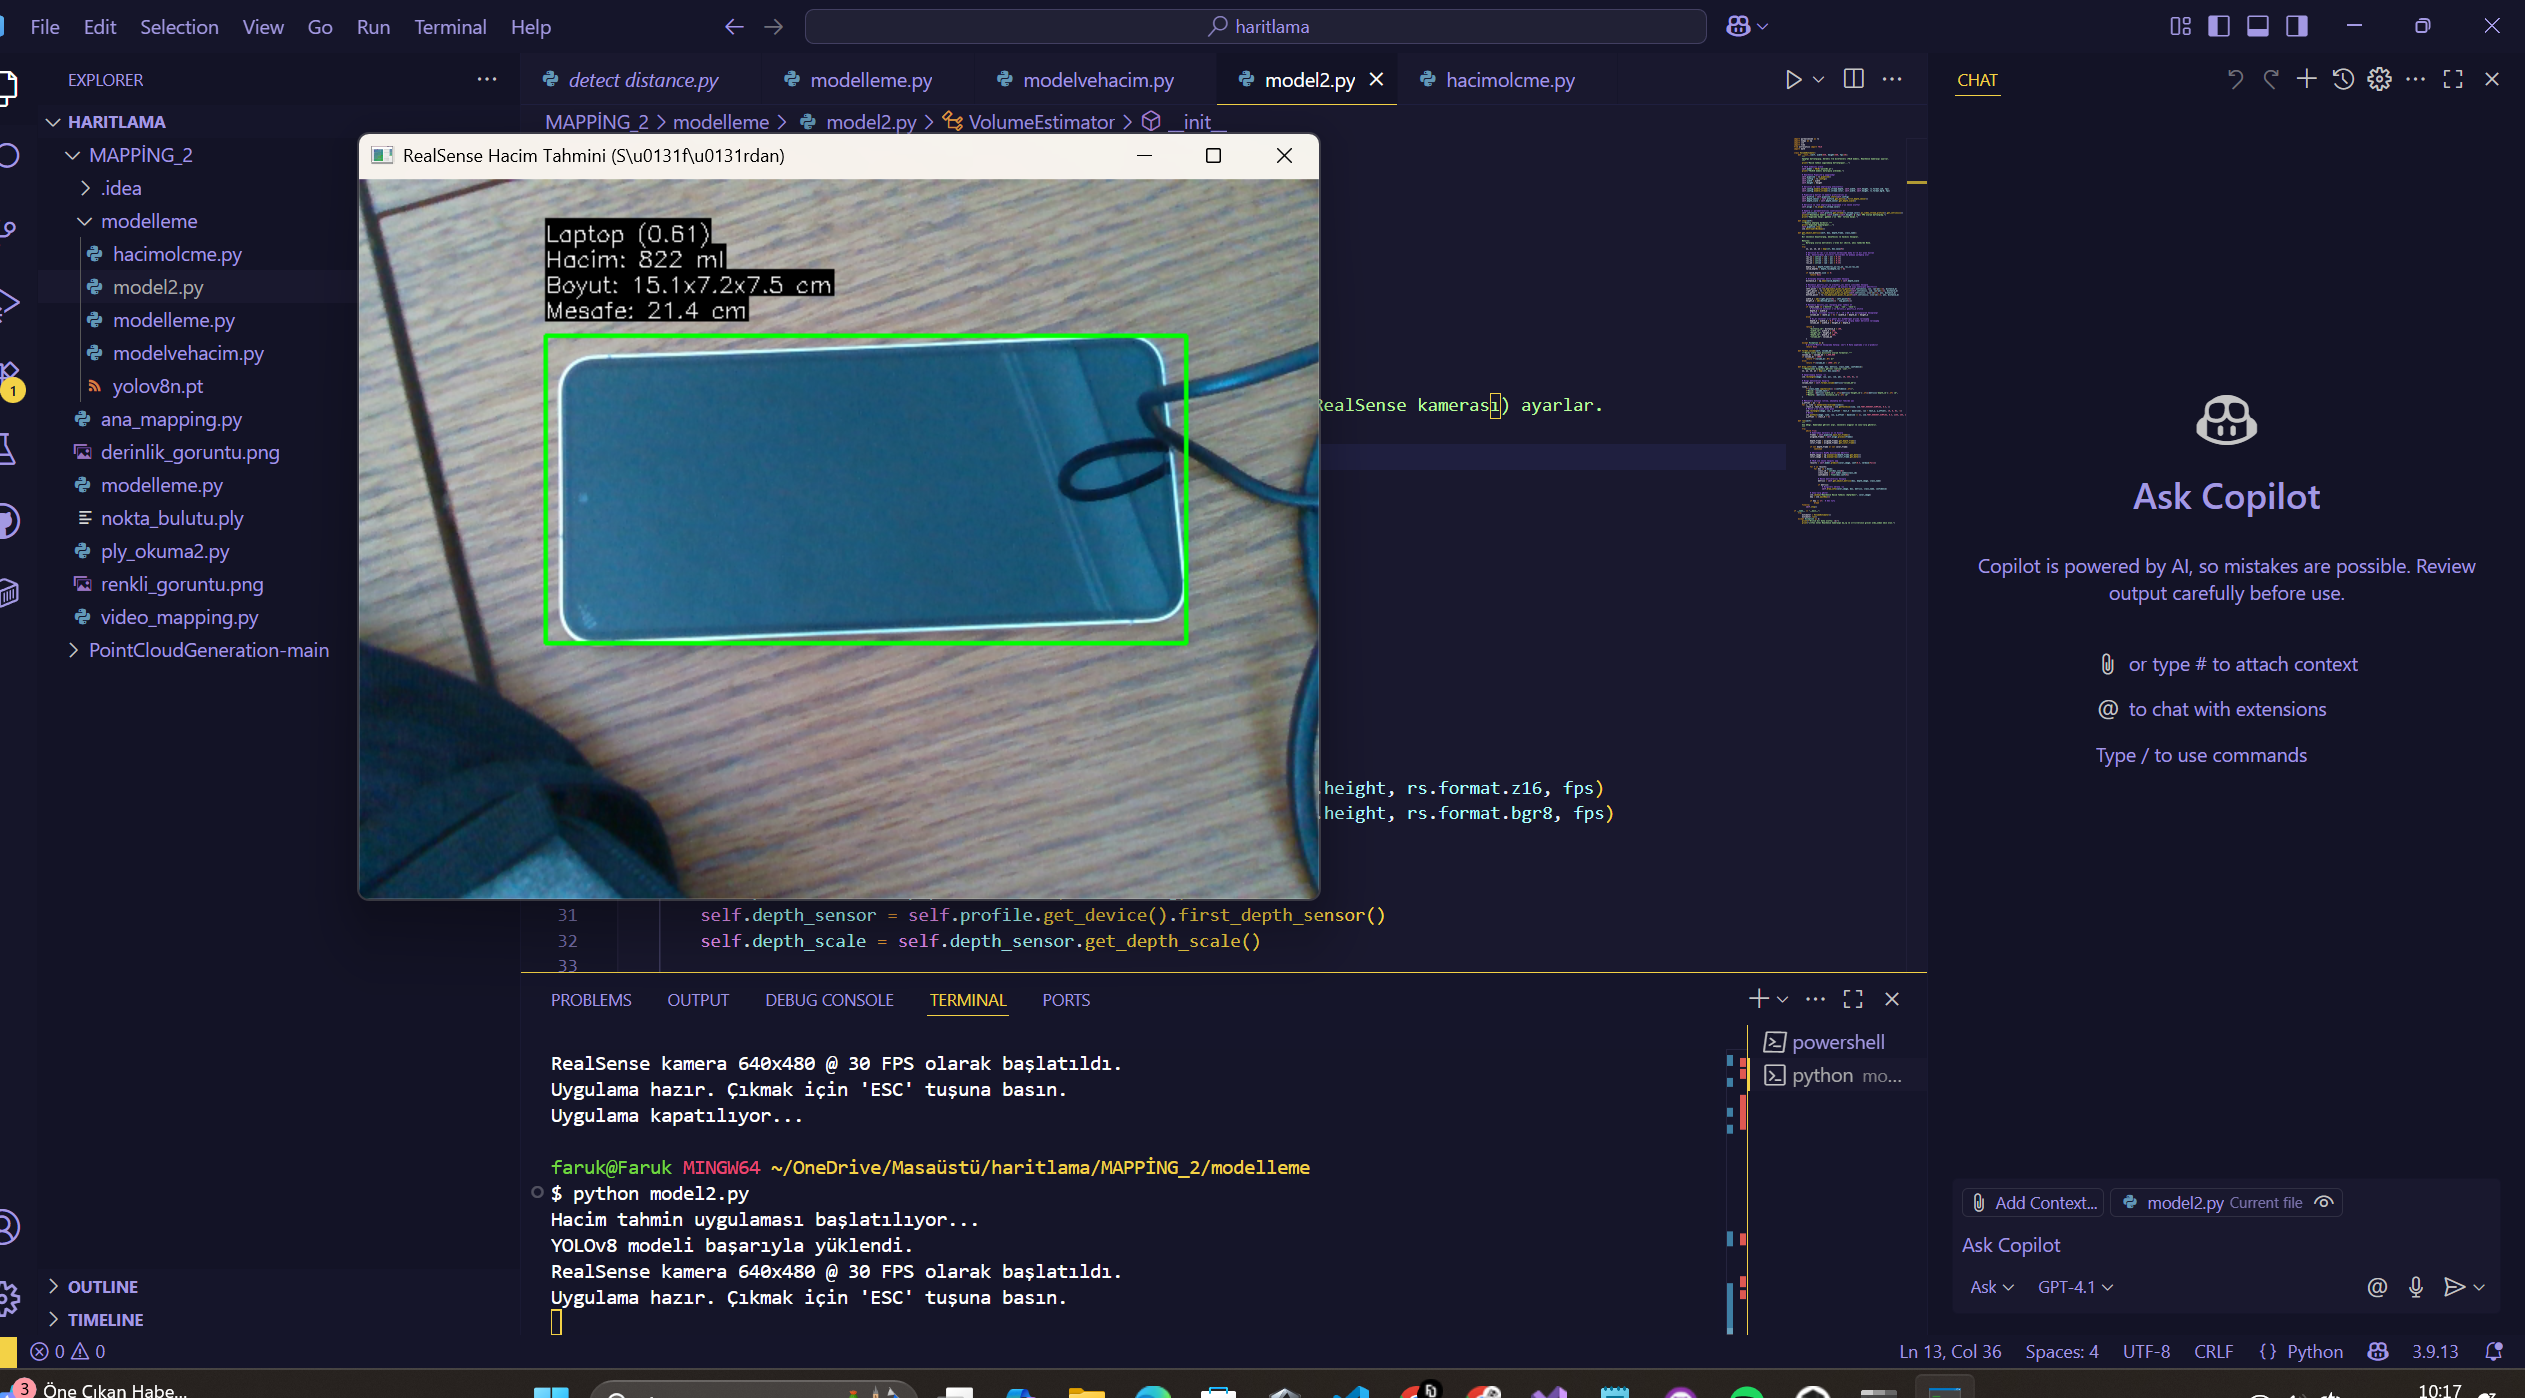 File Edit Selection View Go Run Terminal Help
haritlama
EXPLORER
HARITLAMA
MAPPİNG_2
.idea
modelleme
hacimolcme.py
model2.py
modelleme.py
modelvehacim.py
yolov8n.pt
ana_mapping.py
derinlik_goruntu.png
modelleme.py
nokta_bulutu.ply
ply_okuma2.py
renkli_goruntu.png
video_mapping.py
PointCloudGeneration-main
OUTLINE
TIMELINE
1
detect distance.py modelleme.py modelvehacim.py model2.py hacimolcme.py
MAPPİNG_2 > modelleme > model2.py > VolumeEstimator > __init__
RealSense Hacim Tahmini (S\u0131f\u0131rdan)
Laptop (0.61)
Hacim: 822 ml
Boyut: 15.1x7.2x7.5 cm
Mesafe: 21.4 cm
RealSense kamerası) ayarlar.
.height, rs.format.z16, fps)
.height, rs.format.bgr8, fps)
31 self.depth_sensor = self.profile.get_device().first_depth_sensor()
32 self.depth_scale = self.depth_sensor.get_depth_scale()
33
PROBLEMS OUTPUT DEBUG CONSOLE TERMINAL PORTS
RealSense kamera 640x480 @ 30 FPS olarak başlatıldı.
Uygulama hazır. Çıkmak için 'ESC' tuşuna basın.
Uygulama kapatılıyor...
faruk@Faruk MINGW64 ~/OneDrive/Masaüstü/haritlama/MAPPİNG_2/modelleme
$ python model2.py
Hacim tahmin uygulaması başlatılıyor...
YOLOv8 modeli başarıyla yüklendi.
RealSense kamera 640x480 @ 30 FPS olarak başlatıldı.
Uygulama hazır. Çıkmak için 'ESC' tuşuna basın.
powershell
python mo...
CHAT
Ask Copilot
Copilot is powered by AI, so mistakes are possible. Review
output carefully before use.
or type # to attach context
@ to chat with extensions
Type / to use commands
Add Context... model2.py Current file
Ask Copilot
Ask GPT-4.1
0 0
Ln 13, Col 36 Spaces: 4 UTF-8 CRLF {} Python 3.9.13
3 Öne Çıkan Habe...
10:17